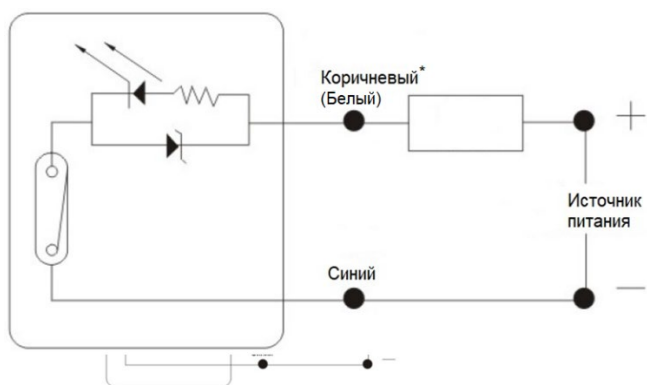 Коричневый*
(Белый)
+
Источник
питания
Синий
—